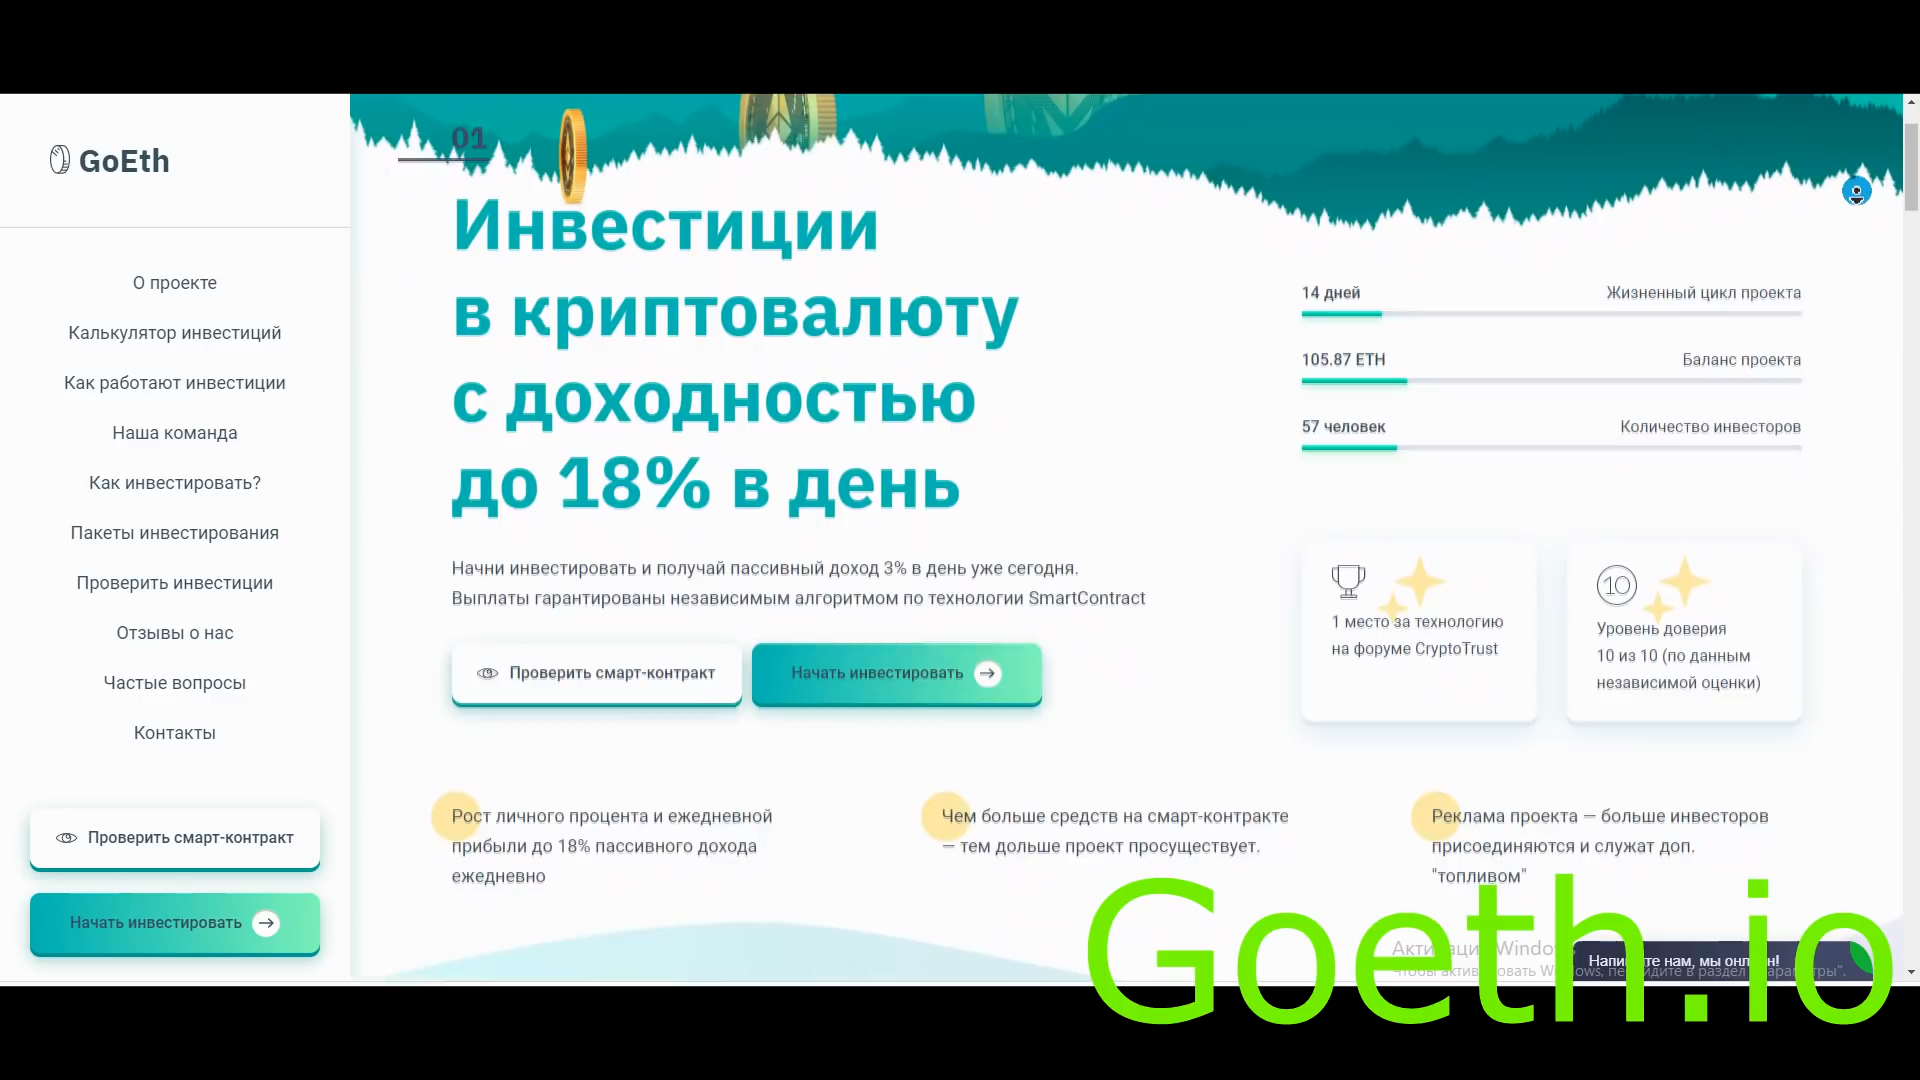 GoEth
О проекте
Калькулятор инвестиций
Как работают инвестиции
Наша команда
Как инвестировать?
Пакеты инвестирования
Проверить инвестиции
Отзывы о нас
Частые вопросы
Контакты
Проверить смарт-контракт
Начать инвестировать
01
Инвестиции
в криптовалюту
с доходностью
до 18% в день
Начни инвестировать и получай пассивный доход 3% в день уже сегодня.
Выплаты гарантированы независимым алгоритмом по технологии SmartContract
Проверить смарт-контракт
Начать инвестировать
14 дней Жизненный цикл проекта
105.87 ETH Баланс проекта
57 человек Количество инвесторов
1 место за технологию
на форуме CryptoTrust
10
Уровень доверия
10 из 10 (по данным
независимой оценки)
Рост личного процента и ежедневной
прибыли до 18% пассивного дохода
ежедневно
Чем больше средств на смарт-контракте
— тем дольше проект просуществует.
Реклама проекта — больше инвесторов
присоединяются и служат доп.
"топливом"
Напишите нам, мы онлайн!
Goeth.io